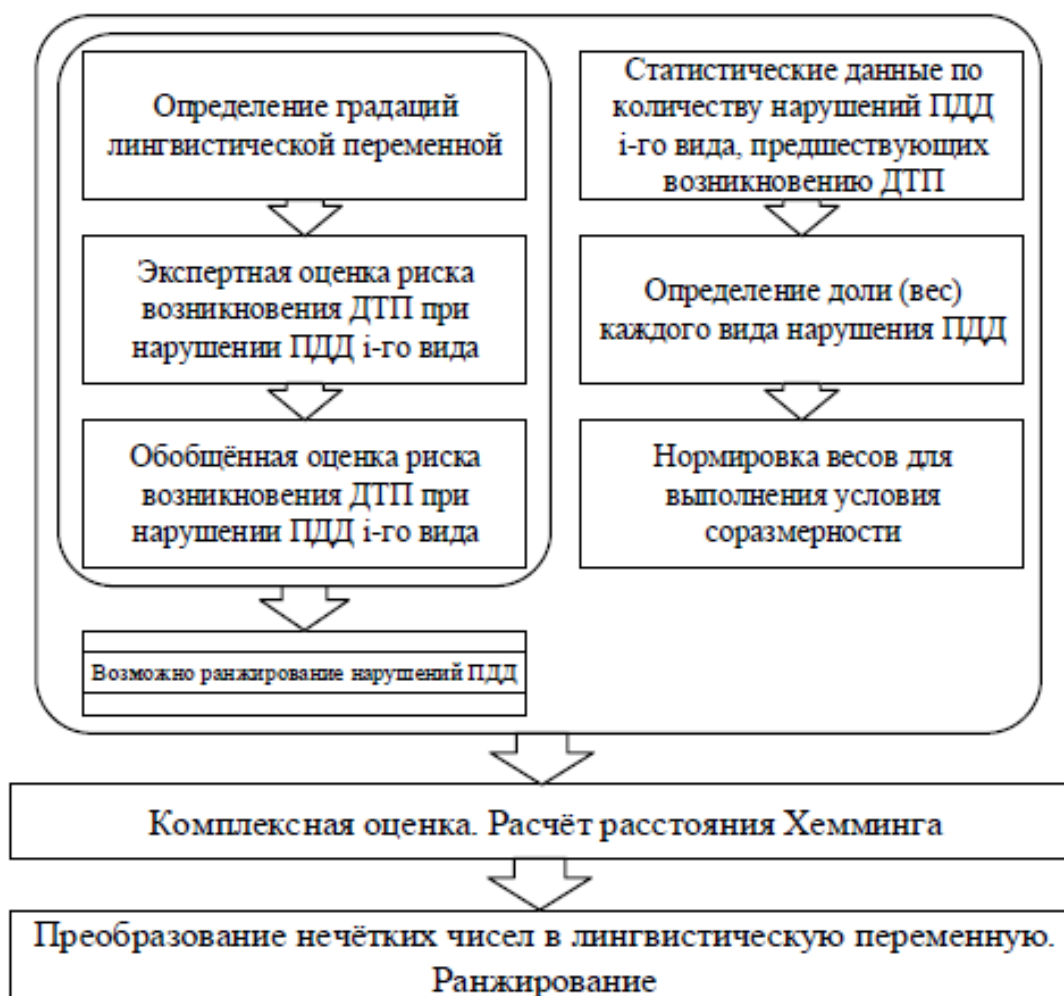 Определение градаций
лингвистической переменной
Экспертная оценка риска
возникновения ДТП при
нарушении ПДД i-го вида
Обобщённая оценка риска
возникновения ДТП при
нарушении ПДД i-го вида
Возможно ранжирование нарушений ПДД
Статистические данные по
количеству нарушений ПДД
i-го вида, предшествующих
возникновению ДТП
Определение доли (вес)
каждого вида нарушения ПДД
Нормировка весов для
выполнения условия
соразмерности
Комплексная оценка. Расчёт расстояния Хемминга
Преобразование нечётких чисел в лингвистическую переменную.
Ранжирование